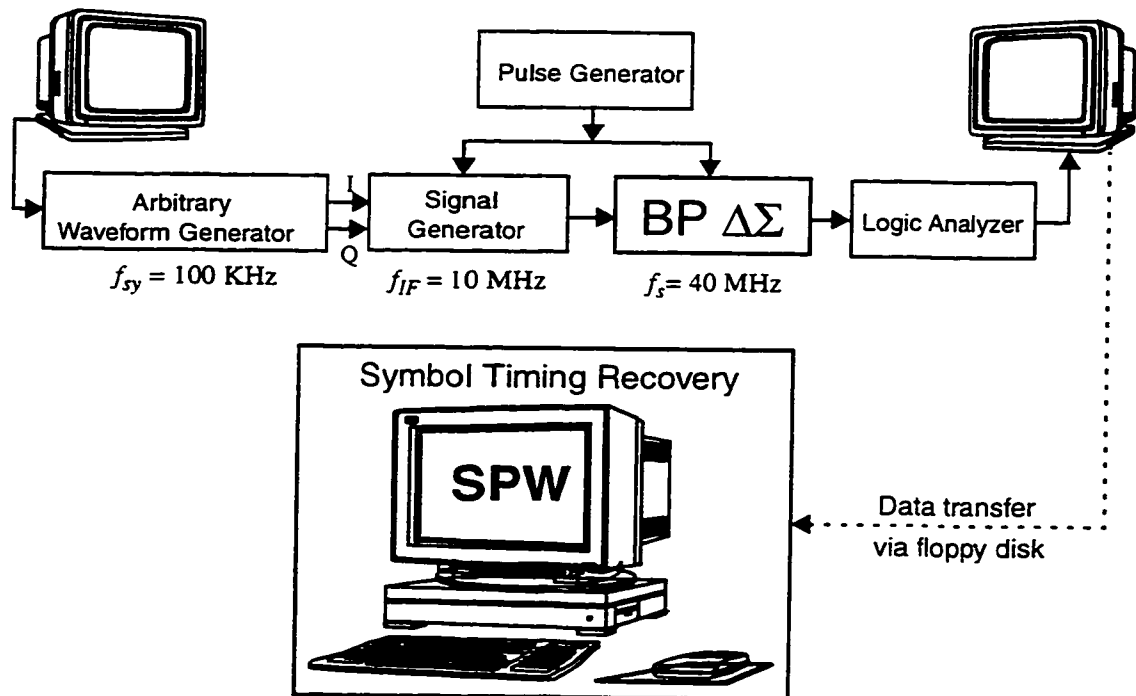 Pulse Generator
Arbitrary
Waveform Generator
I
Q
Signal
Generator
BP ΔΣ
Logic Analyzer
f_sy = 100 KHz
f_IF = 10 MHz
f_s= 40 MHz
Symbol Timing Recovery
SPW
Data transfer
via floppy disk